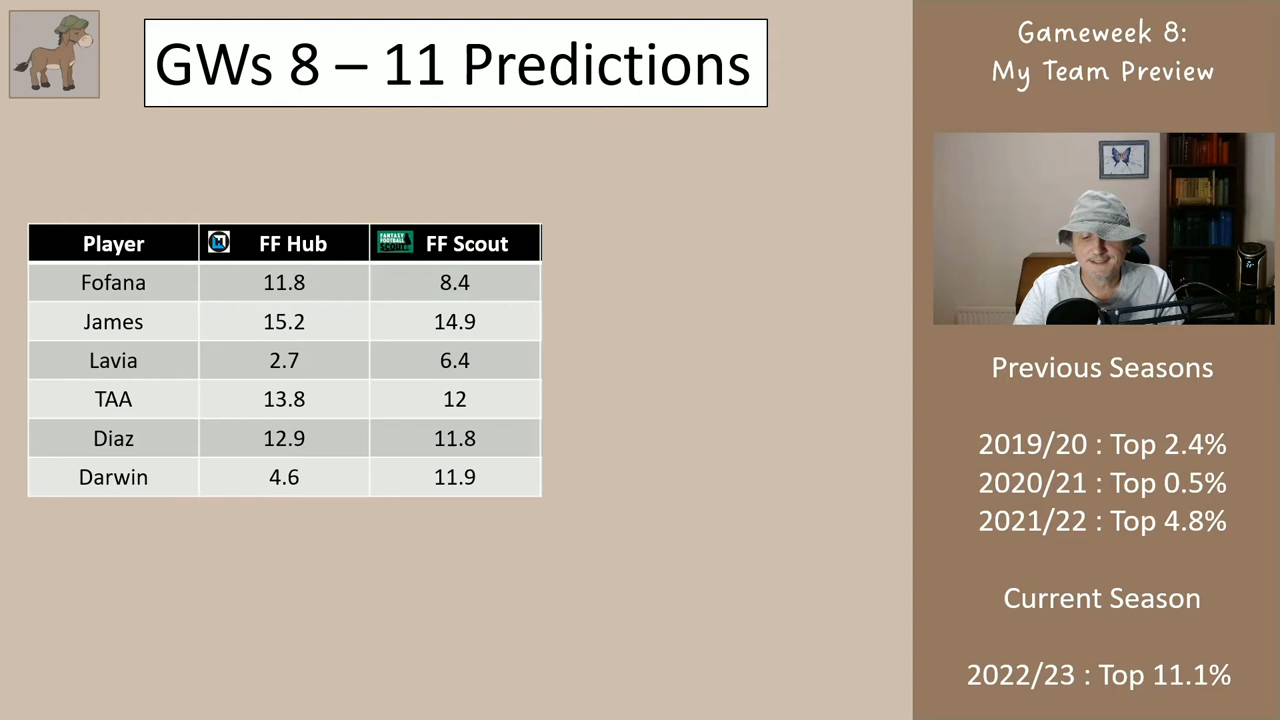 GWs 8 – 11 Predictions
Gameweek 8:
My Team Preview
Player FF Hub FANTASY FOOTBALL SCOUT FF Scout
Fofana 11.8 8.4
James 15.2 14.9
Lavia 2.7 6.4
TAA 13.8 12
Diaz 12.9 11.8
Darwin 4.6 11.9
Previous Seasons
2019/20 : Top 2.4%
2020/21 : Top 0.5%
2021/22 : Top 4.8%
Current Season
2022/23 : Top 11.1%